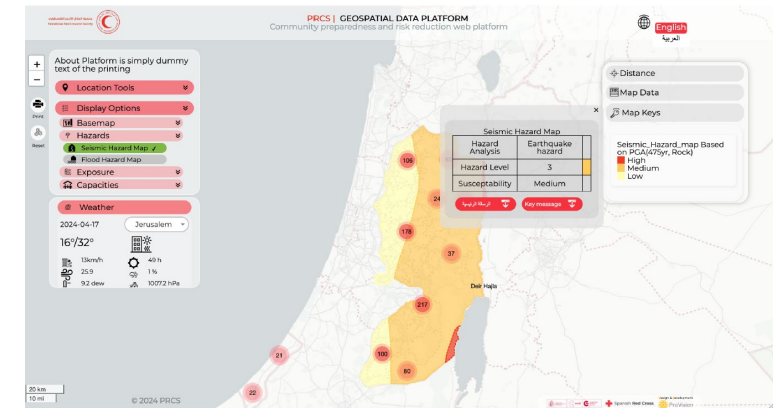 PRCS | GEOSPATIAL DATA PLATFORM
Community preparedness and risk reduction web platform
English
العربية
+
−
Print
Reset
About Platform is simply dummy
text of the printing
Location Tools
Display Options
Basemap
Hazards
Seismic Hazard Map ✓
Flood Hazard Map
Exposure
Capacities
Weather
2024-04-17
Jerusalem
16°/32°
13km/h
49 h
25.9
1 %
9.2 dew
1007.2 hPa
20 km
10 mi
© 2024 PRCS
106
24
178
37
217
Deir Hajla
100
80
21
22
×
Seismic Hazard Map
Hazard Analysis
Earthquake hazard
Hazard Level
3
Susceptability
Medium
الرسالة الرئيسية
Key message
Distance
Map Data
Map Keys
Seismic_Hazard_map Based
on PGA(475yr, Rock)
High
Medium
Low
Spanish Red Cross
ProVision